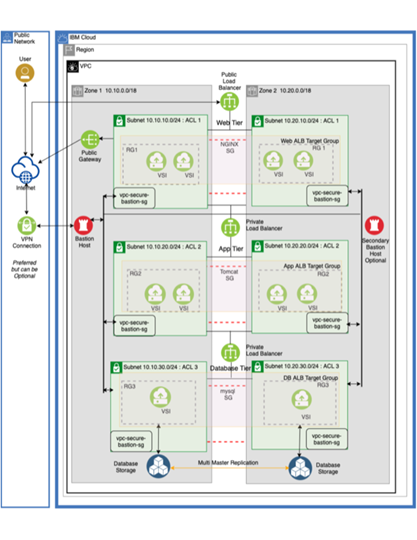 Public
Network
IBM Cloud
Region
User
VPC
Public
Load
Balancer
Zone 1 10.10.0.0/18
Zone 2 10.20.0.0/18
Subnet 10.10.10.0/24 : ACL 1
Subnet 10.20.10.0/24 : ACL 1
Web Tier
Public
Gateway
NGINX
SG
Web ALB Target Group
RG1
RG 1
VSI
VSI
VSI
VSI
Internet
vpc-secure-
bastion-sg
vpc-secure-
bastion-sg
VPN
Connection
Bastion
Host
Private
Load Balancer
Secondary
Bastion
Host
Optional
Preferred
but can be
Optional
Subnet 10.10.20.0/24 : ACL 2
App Tier
Subnet 10.20.20.0/24 : ACL 2
Tomcat
SG
App ALB Target Group
RG2
RG2
VSI
VSI
VSI
VSI
vpc-secure-
bastion-sg
vpc-secure-
bastion-sg
Private
Load Balancer
Subnet 10.10.30.0/24 : ACL 3
Database Tier
Subnet 10.20.30.0/24 : ACL 3
mysql
SG
DB ALB Target Group
RG3
RG3
VSI
VSI
vpc-secure-
bastion-sg
vpc-secure-
bastion-sg
Database
Storage
Multi Master Replication
Database
Storage